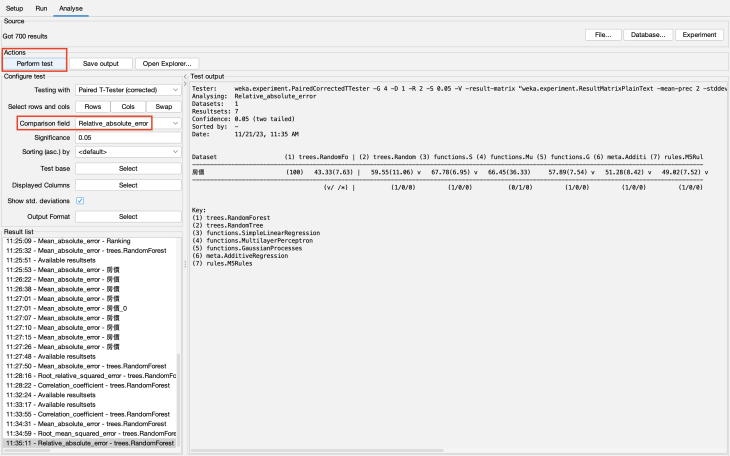 Setup Run Analyse
Source
Got 700 results
File... Database... Experiment
Actions
Perform test Save output Open Explorer...
Configure test
Testing with Paired T-Tester (corrected)
Select rows and cols Rows Cols Swap
Comparison field Relative_absolute_error
Significance 0.05
Sorting (asc.) by <default>
Test base Select
Displayed Columns Select
Show std. deviations
Output Format Select
Result list
11:25:09 - Mean_absolute_error - Ranking
11:25:32 - Mean_absolute_error - trees.RandomForest
11:25:51 - Available resultsets
11:25:53 - Mean_absolute_error - 房價
11:26:22 - Mean_absolute_error - 房價
11:26:38 - Mean_absolute_error - 房價
11:27:01 - Mean_absolute_error - 房價
11:27:01 - Mean_absolute_error - 房價_0
11:27:07 - Mean_absolute_error - 房價
11:27:10 - Mean_absolute_error - 房價
11:27:15 - Mean_absolute_error - 房價
11:27:26 - Mean_absolute_error - 房價
11:27:48 - Available resultsets
11:27:50 - Mean_absolute_error - trees.RandomForest
11:28:16 - Root_relative_squared_error - trees.RandomFo
11:28:22 - Correlation_coefficient - trees.RandomForest
11:32:24 - Available resultsets
11:33:17 - Available resultsets
11:33:55 - Correlation_coefficient - trees.RandomForest
11:34:31 - Mean_absolute_error - trees.RandomForest
11:34:59 - Root_mean_squared_error - trees.RandomFore
11:35:11 - Relative_absolute_error - trees.RandomForest
Test output
Tester: weka.experiment.PairedCorrectedTTester -G 4 -D 1 -R 2 -S 0.05 -V -result-matrix "weka.experiment.ResultMatrixPlainText -mean-prec 2 -stddev
Analysing: Relative_absolute_error
Datasets: 1
Resultsets: 7
Confidence: 0.05 (two tailed)
Sorted by: -
Date: 11/21/23, 11:35 AM
Dataset (1) trees.RandomFo | (2) trees.Random (3) functions.S (4) functions.Mu (5) functions.G (6) meta.Additi (7) rules.M5Rul
房價 (100) 43.33(7.63) | 59.55(11.06) v 67.78(6.95) v 66.45(36.33) 57.89(7.54) v 51.28(8.42) v 49.02(7.52) v
(v/ /*) | (1/0/0) (1/0/0) (0/1/0) (1/0/0) (1/0/0) (1/0/0)
Key:
(1) trees.RandomForest
(2) trees.RandomTree
(3) functions.SimpleLinearRegression
(4) functions.MultilayerPerceptron
(5) functions.GaussianProcesses
(6) meta.AdditiveRegression
(7) rules.M5Rules